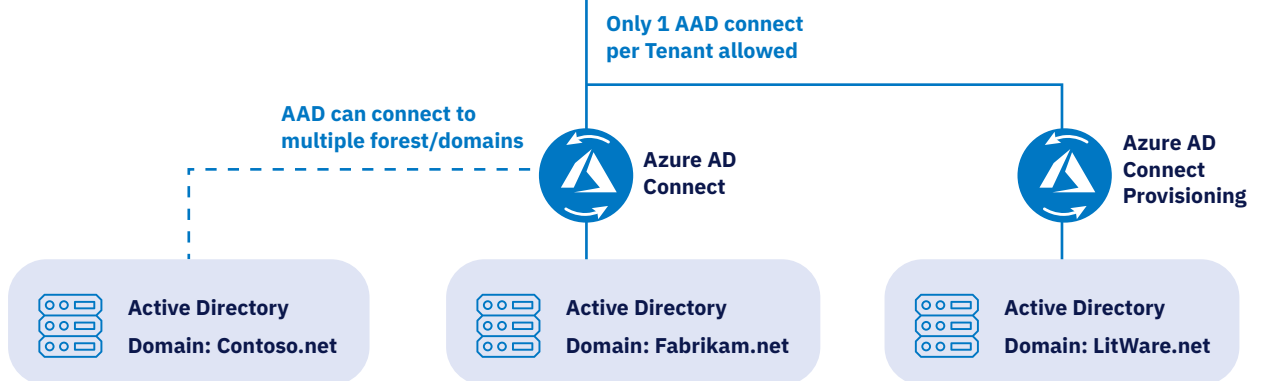 Only 1 AAD connect
per Tenant allowed
AAD can connect to
multiple forest/domains
Azure AD
Connect
Azure AD
Connect
Provisioning
Active Directory
Domain: Contoso.net
Active Directory
Domain: Fabrikam.net
Active Directory
Domain: LitWare.net